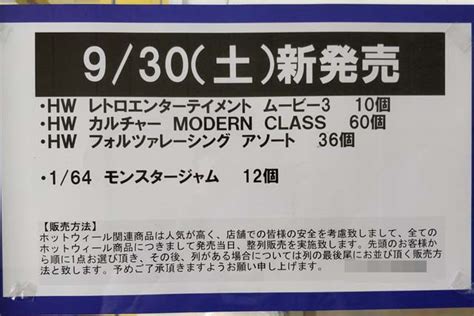 9/30(土)新発売
・HW レトロエンターテイメント ムービー3 10個
・HW カルチャー MODERN CLASS 60個
・HW フォルツァレーシング アソート 36個
・1/64 モンスタージャム 12個
【販売方法】
ホットウィール関連商品は人気が高く、店舗での皆様の安全を考慮致しまして、全ての
ホットウィール商品につきまして発売当日、整列販売を実施致します。先頭のお客様か
ら順に1点お選び頂き、その後、列がある場合については列の最後尾にお並び頂く販売方
法と致します。予めご了承頂きますようお願い申し上げます。